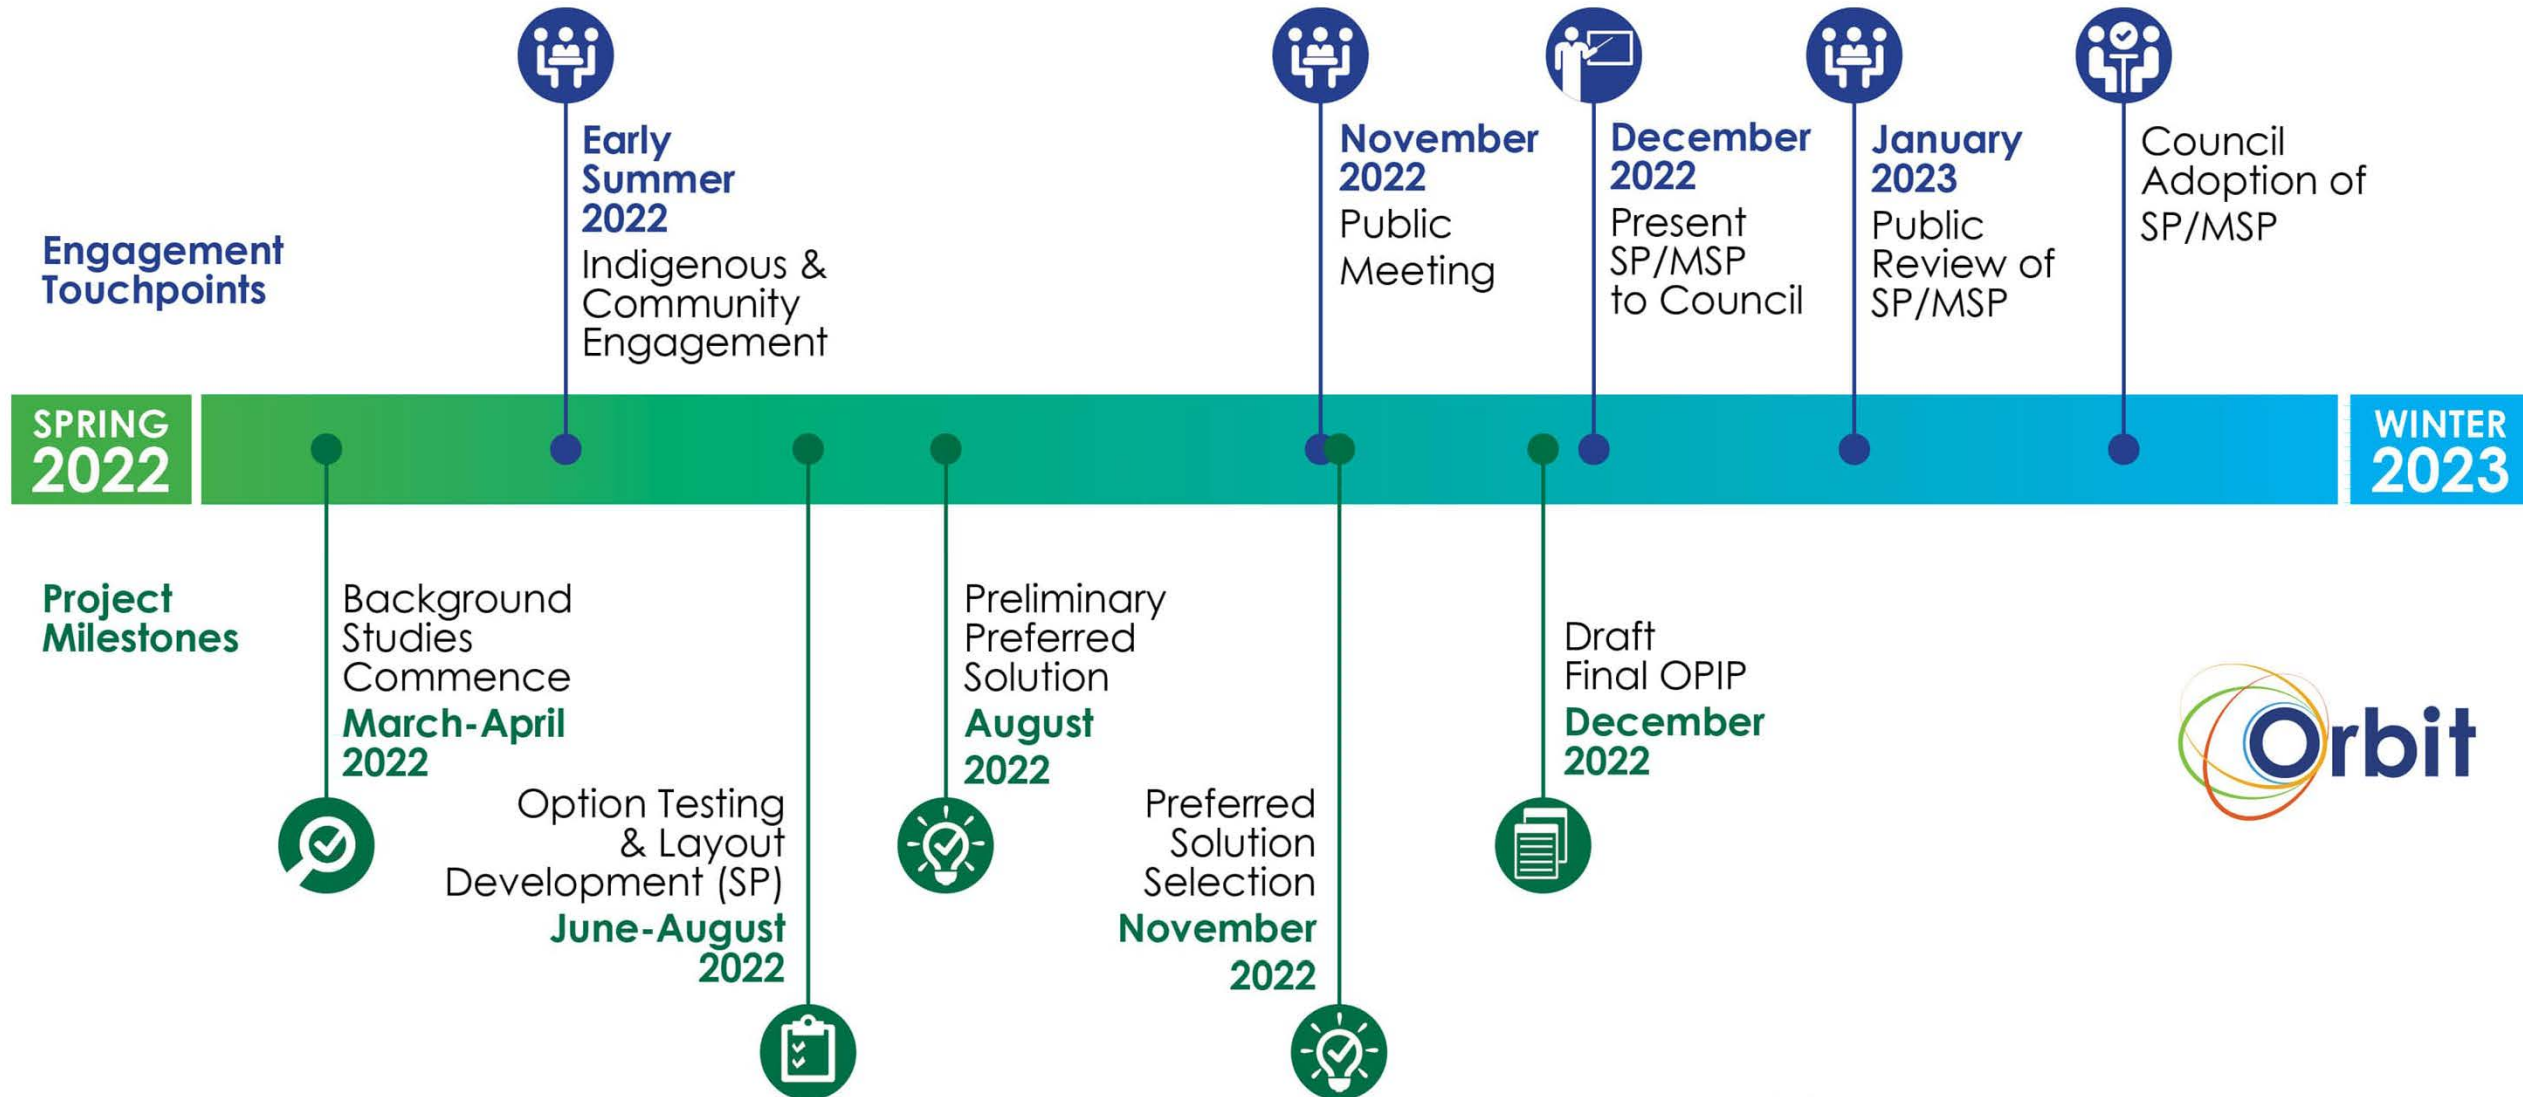 Engagement
Touchpoints
Early
Summer
2022
Indigenous &
Community
Engagement
November
2022
Public
Meeting
December
2022
Present
SP/MSP
to Council
January
2023
Public
Review of
SP/MSP
Council
Adoption of
SP/MSP
SPRING
2022
WINTER
2023
Project
Milestones
Background
Studies
Commence
March-April
2022
Option Testing
& Layout
Development (SP)
June-August
2022
Preliminary
Preferred
Solution
August
2022
Preferred
Solution
Selection
November
2022
Draft
Final OPIP
December
2022
Orbit